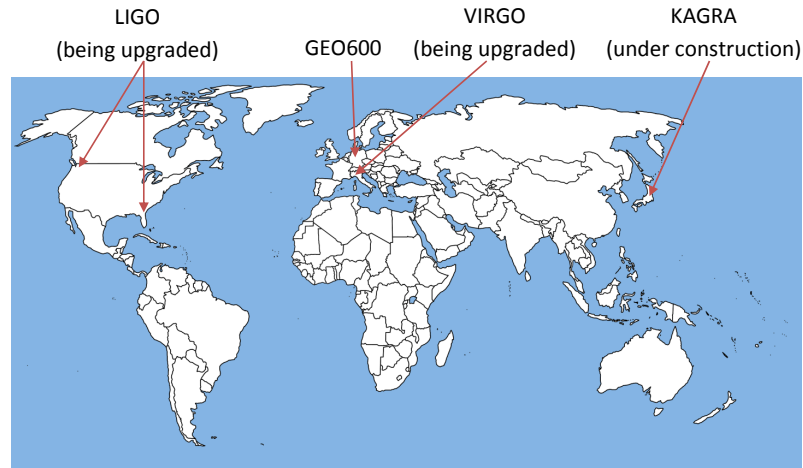 LIGO
(being upgraded)
GEO600
VIRGO
(being upgraded)
KAGRA
(under construction)